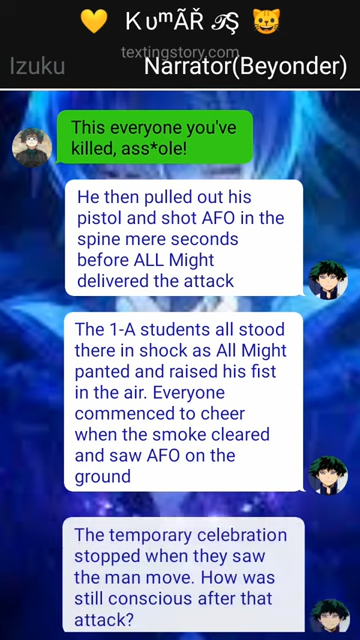 💛 Kυᵐ𝐀̃Ř 𝒯Ş 😺
textingstory.com
Izuku Narrator(Beyonder)
This everyone you've
killed, ass*ole!
He then pulled out his
pistol and shot AFO in the
spine mere seconds
before ALL Might
delivered the attack
The 1-A students all stood
there in shock as All Might
panted and raised his fist
in the air. Everyone
commenced to cheer
when the smoke cleared
and saw AFO on the
ground
The temporary celebration
stopped when they saw
the man move. How was
still conscious after that
attack?